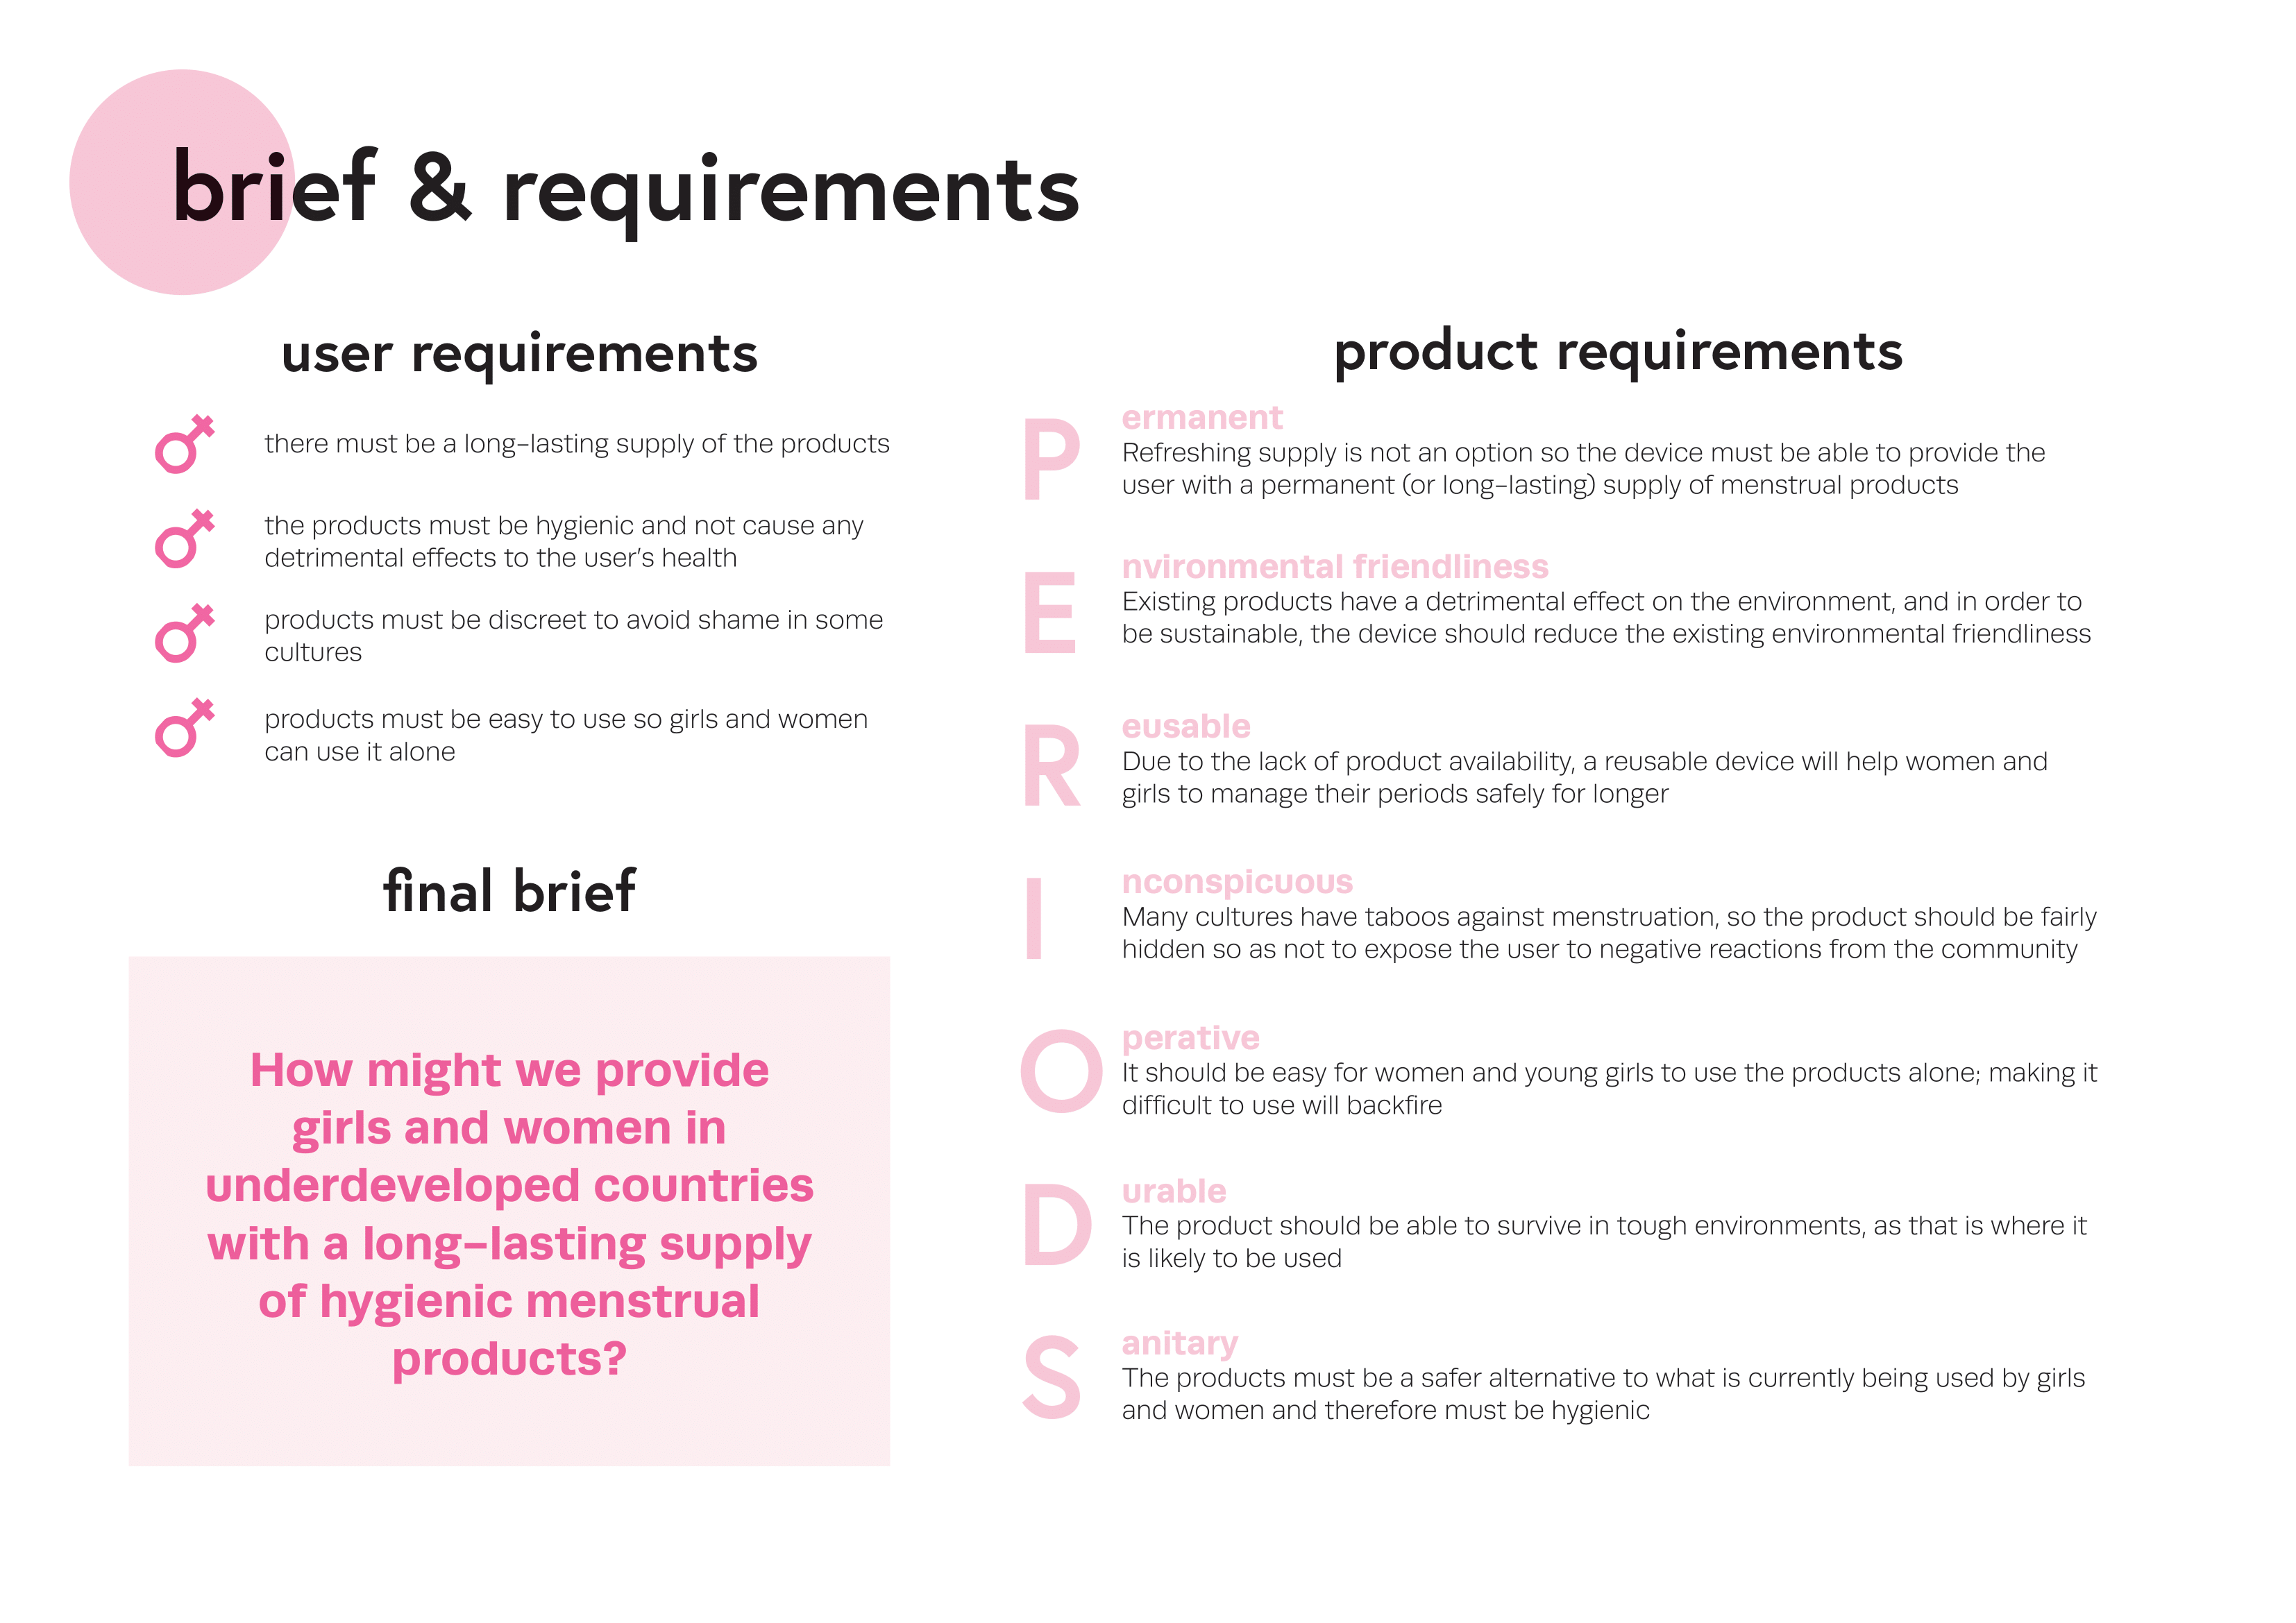 brief & requirements
user requirements
there must be a long-lasting supply of the products
the products must be hygienic and not cause any
detrimental effects to the user's health
products must be discreet to avoid shame in some
cultures
products must be easy to use so girls and women
can use it alone
final brief
How might we provide
girls and women in
underdeveloped countries
with a long-lasting supply
of hygienic menstrual
products?
product requirements
Permanent
Refreshing supply is not an option so the device must be able to provide the
user with a permanent (or long-lasting) supply of menstrual products
Environmental friendliness
Existing products have a detrimental effect on the environment, and in order to
be sustainable, the device should reduce the existing environmental friendliness
Reusable
Due to the lack of product availability, a reusable device will help women and
girls to manage their periods safely for longer
Inconspicuous
Many cultures have taboos against menstruation, so the product should be fairly
hidden so as not to expose the user to negative reactions from the community
Operative
It should be easy for women and young girls to use the products alone; making it
difficult to use will backfire
Durable
The product should be able to survive in tough environments, as that is where it
is likely to be used
Sanitary
The products must be a safer alternative to what is currently being used by girls
and women and therefore must be hygienic